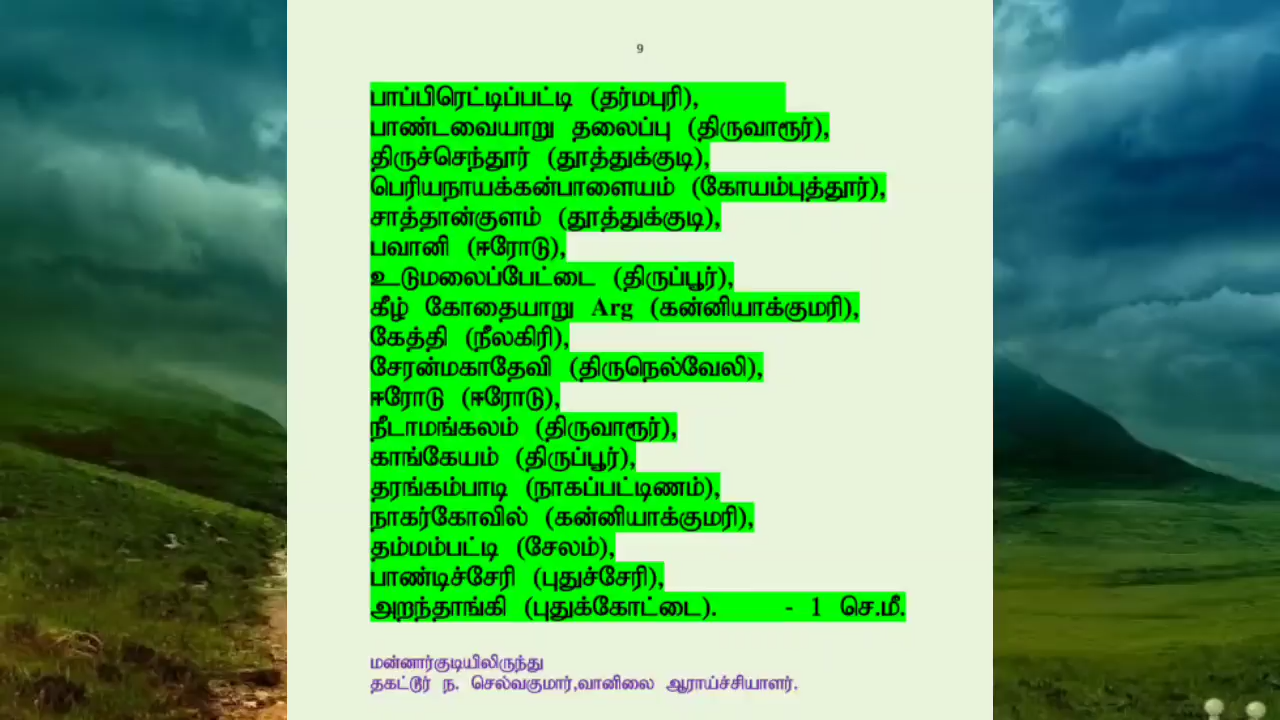 9
பாப்பிரெட்டிப்பட்டி (தர்மபுரி),
பாண்டவையாறு தலைப்பு (திருவாரூர்),
திருச்செந்தூர் (தூத்துக்குடி),
பெரியநாயக்கன்பாளையம் (கோயம்புத்தூர்),
சாத்தான்குளம் (தூத்துக்குடி),
பவானி (ஈரோடு),
உடுமலைப்பேட்டை (திருப்பூர்),
கீழ் கோதையாறு Arg (கன்னியாக்குமரி),
கேத்தி (நீலகிரி),
சேரன்மகாதேவி (திருநெல்வேலி),
ஈரோடு (ஈரோடு),
நீடாமங்கலம் (திருவாரூர்),
காங்கேயம் (திருப்பூர்),
தரங்கம்பாடி (நாகப்பட்டிணம்),
நாகர்கோவில் (கன்னியாக்குமரி),
தம்மம்பட்டி (சேலம்),
பாண்டிச்சேரி (புதுச்சேரி),
அறந்தாங்கி (புதுக்கோட்டை). - 1 செ.மீ.
மன்னார்குடியிலிருந்து
தகட்டூர் ந. செல்வகுமார்,வானிலை ஆராய்ச்சியாளர்.